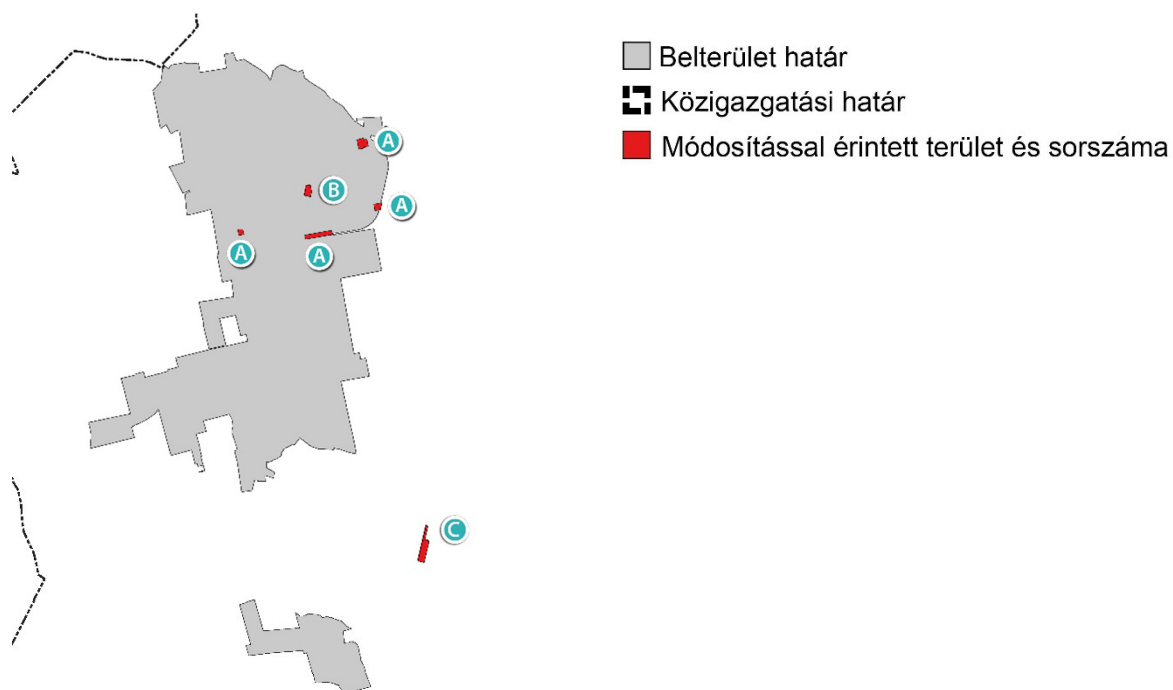 Belterület határ
Közigazgatási határ
Módosítással érintett terület és sorszáma
A
B
A
A
A
C